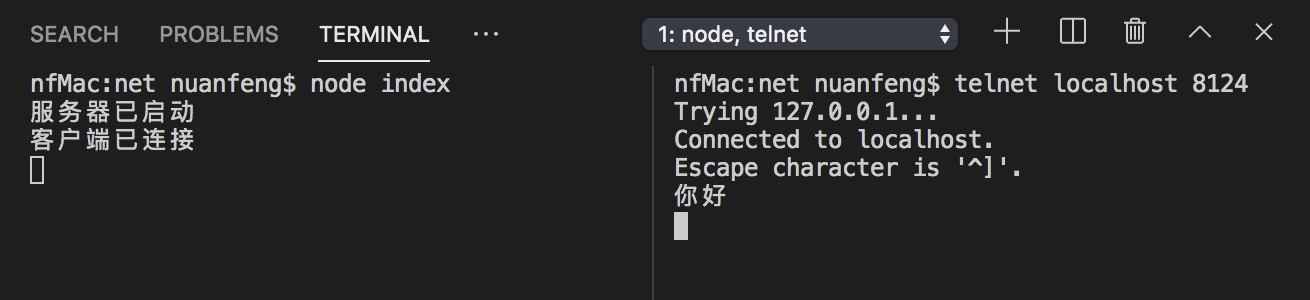 SEARCH PROBLEMS TERMINAL ...
1: node, telnet
nfMac:net nuanfeng$ node index
服务器已启动
客户端已连接
nfMac:net nuanfeng$ telnet localhost 8124
Trying 127.0.0.1...
Connected to localhost.
Escape character is '^]'.
你好